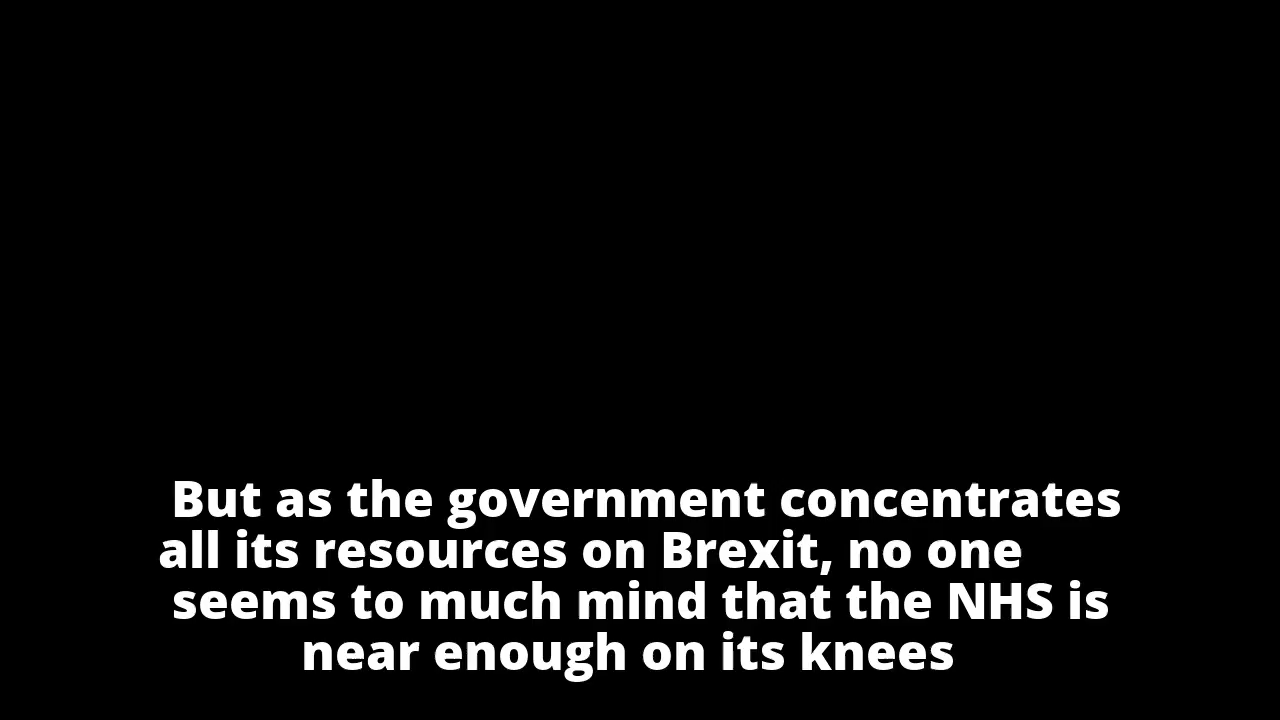 But as the government concentrates
all its resources on Brexit, no one
seems to much mind that the NHS is
near enough on its knees